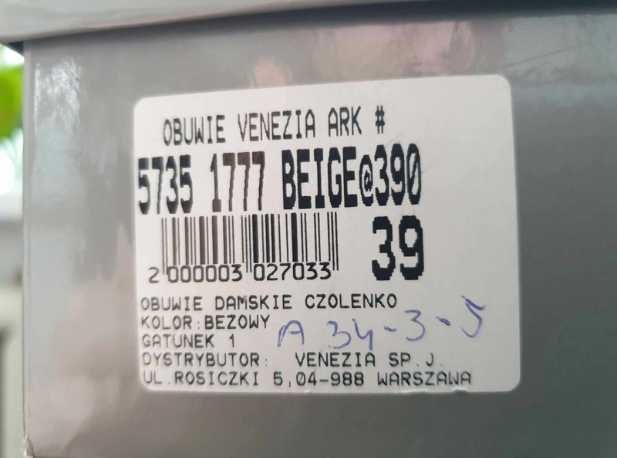 OBUWIE VENEZIA ARK #
5735 1777 BEIGE@390
39
2 000003 027033
OBUWIE DAMSKIE CZOLENKO
KOLOR:BEZOWY
A 34-3-5
GATUNEK 1
DYSTRYBUTOR: VENEZIA SP.J.
UL.ROSICZKI 5,04-988 WARSZAWA